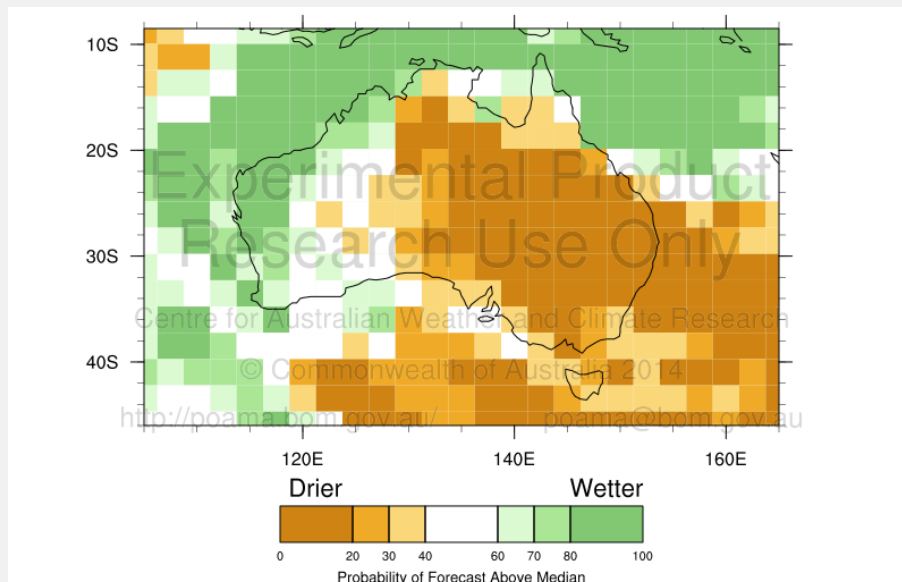 10S
20S
30S
40S
Experimental Product
Research Use Only
Centre for Australian Weather and Climate Research
© Commonwealth of Australia 2014
http://poama.bom.gov.au/ poama@bom.gov.au
120E 140E 160E
Drier Wetter
0 20 30 40 60 70 80 100
Probability of Forecast Above Median